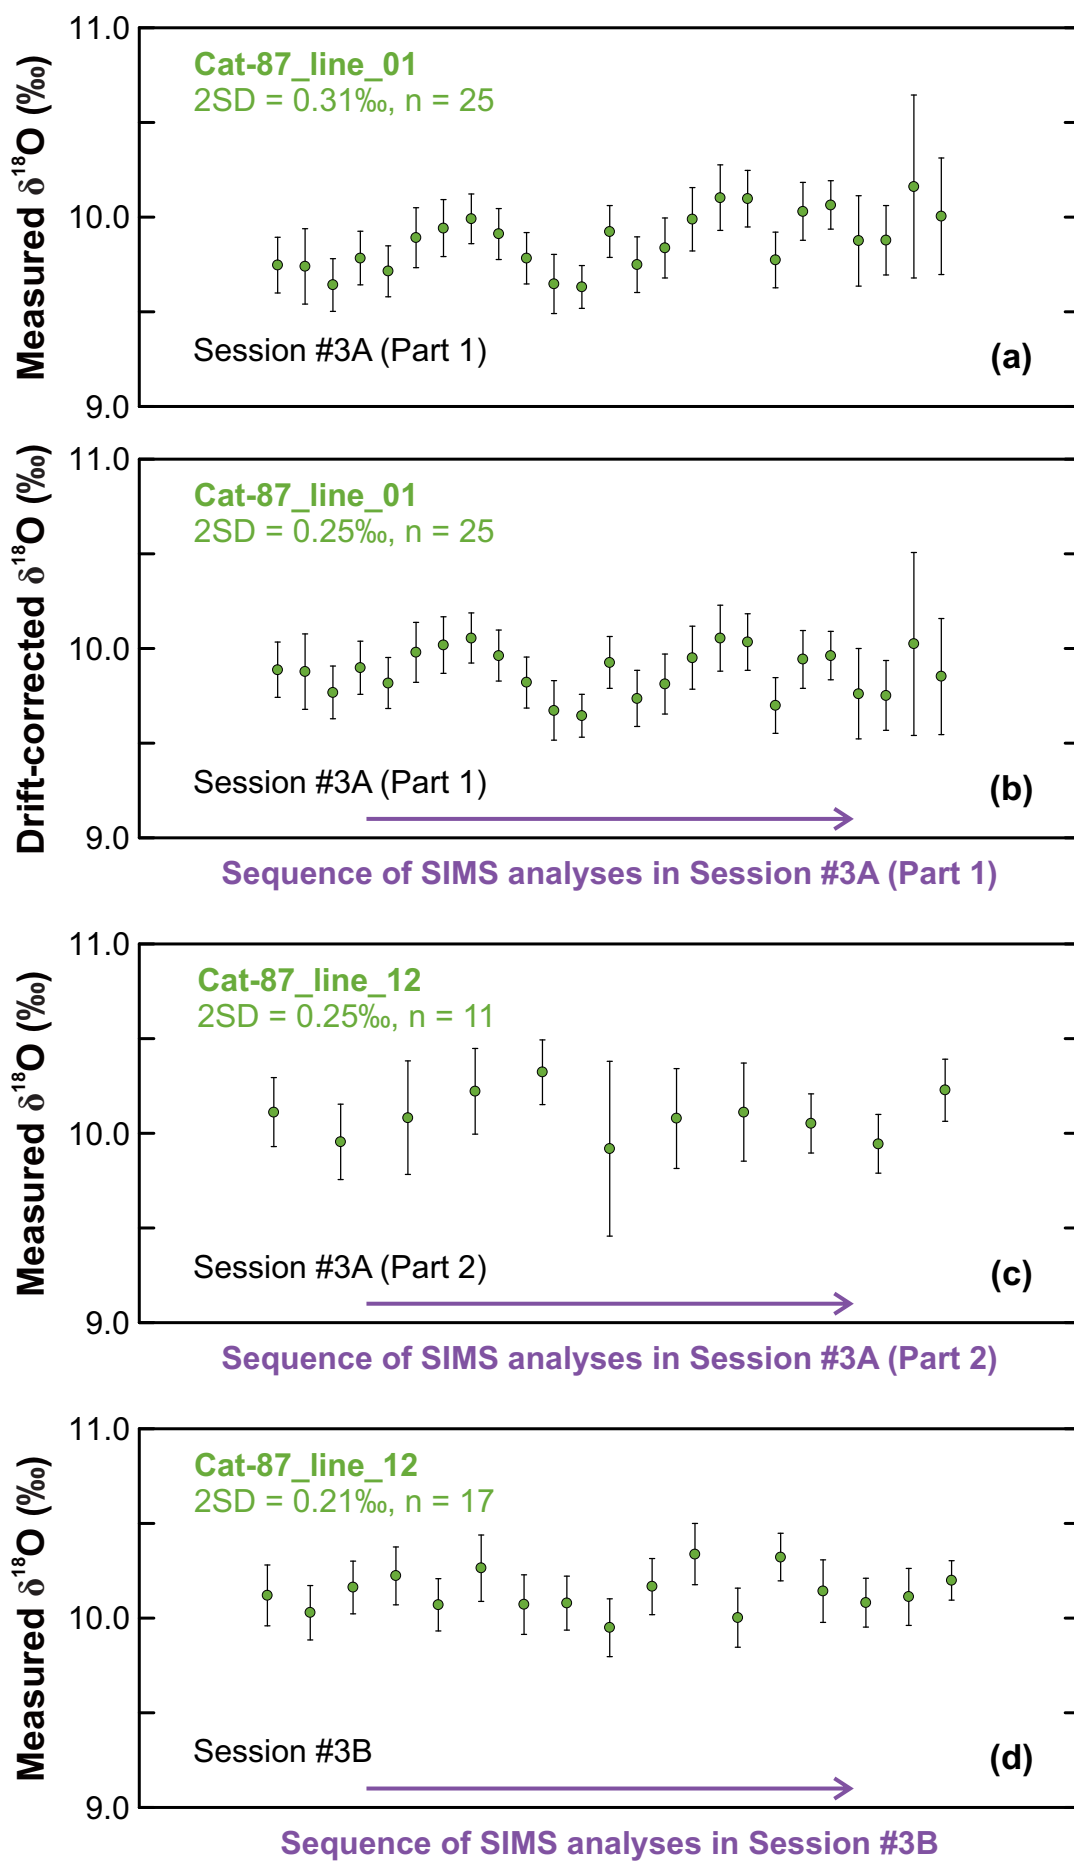 11.0
Cat-87_line_01
2SD = 0.31‰, n = 25
Measured δ¹⁸O (‰)
10.0
Session #3A (Part 1)
(a)
9.0
11.0
Cat-87_line_01
2SD = 0.25‰, n = 25
Drift-corrected δ¹⁸O (‰)
10.0
Session #3A (Part 1)
(b)
9.0
Sequence of SIMS analyses in Session #3A (Part 1)
11.0
Cat-87_line_12
2SD = 0.25‰, n = 11
Measured δ¹⁸O (‰)
10.0
Session #3A (Part 2)
(c)
9.0
Sequence of SIMS analyses in Session #3A (Part 2)
11.0
Cat-87_line_12
2SD = 0.21‰, n = 17
Measured δ¹⁸O (‰)
10.0
Session #3B
(d)
9.0
Sequence of SIMS analyses in Session #3B